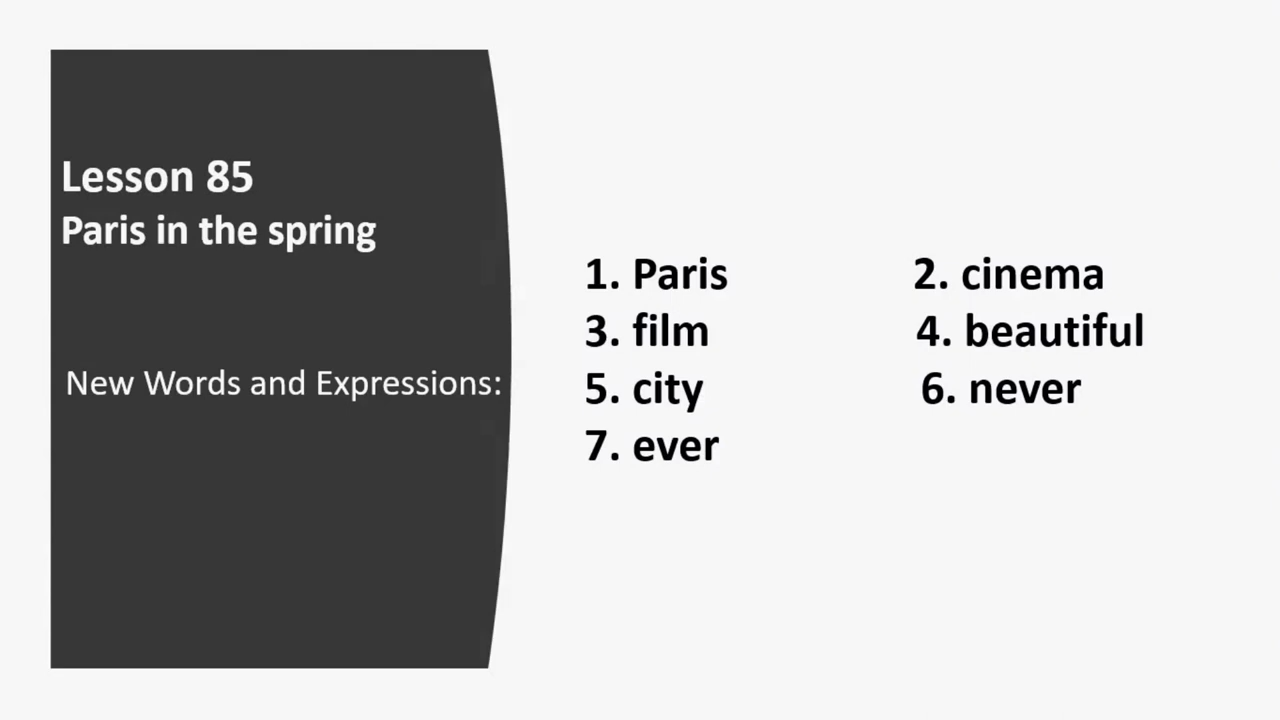 Lesson 85
Paris in the spring
New Words and Expressions:
1. Paris 2. cinema
3. film 4. beautiful
5. city 6. never
7. ever